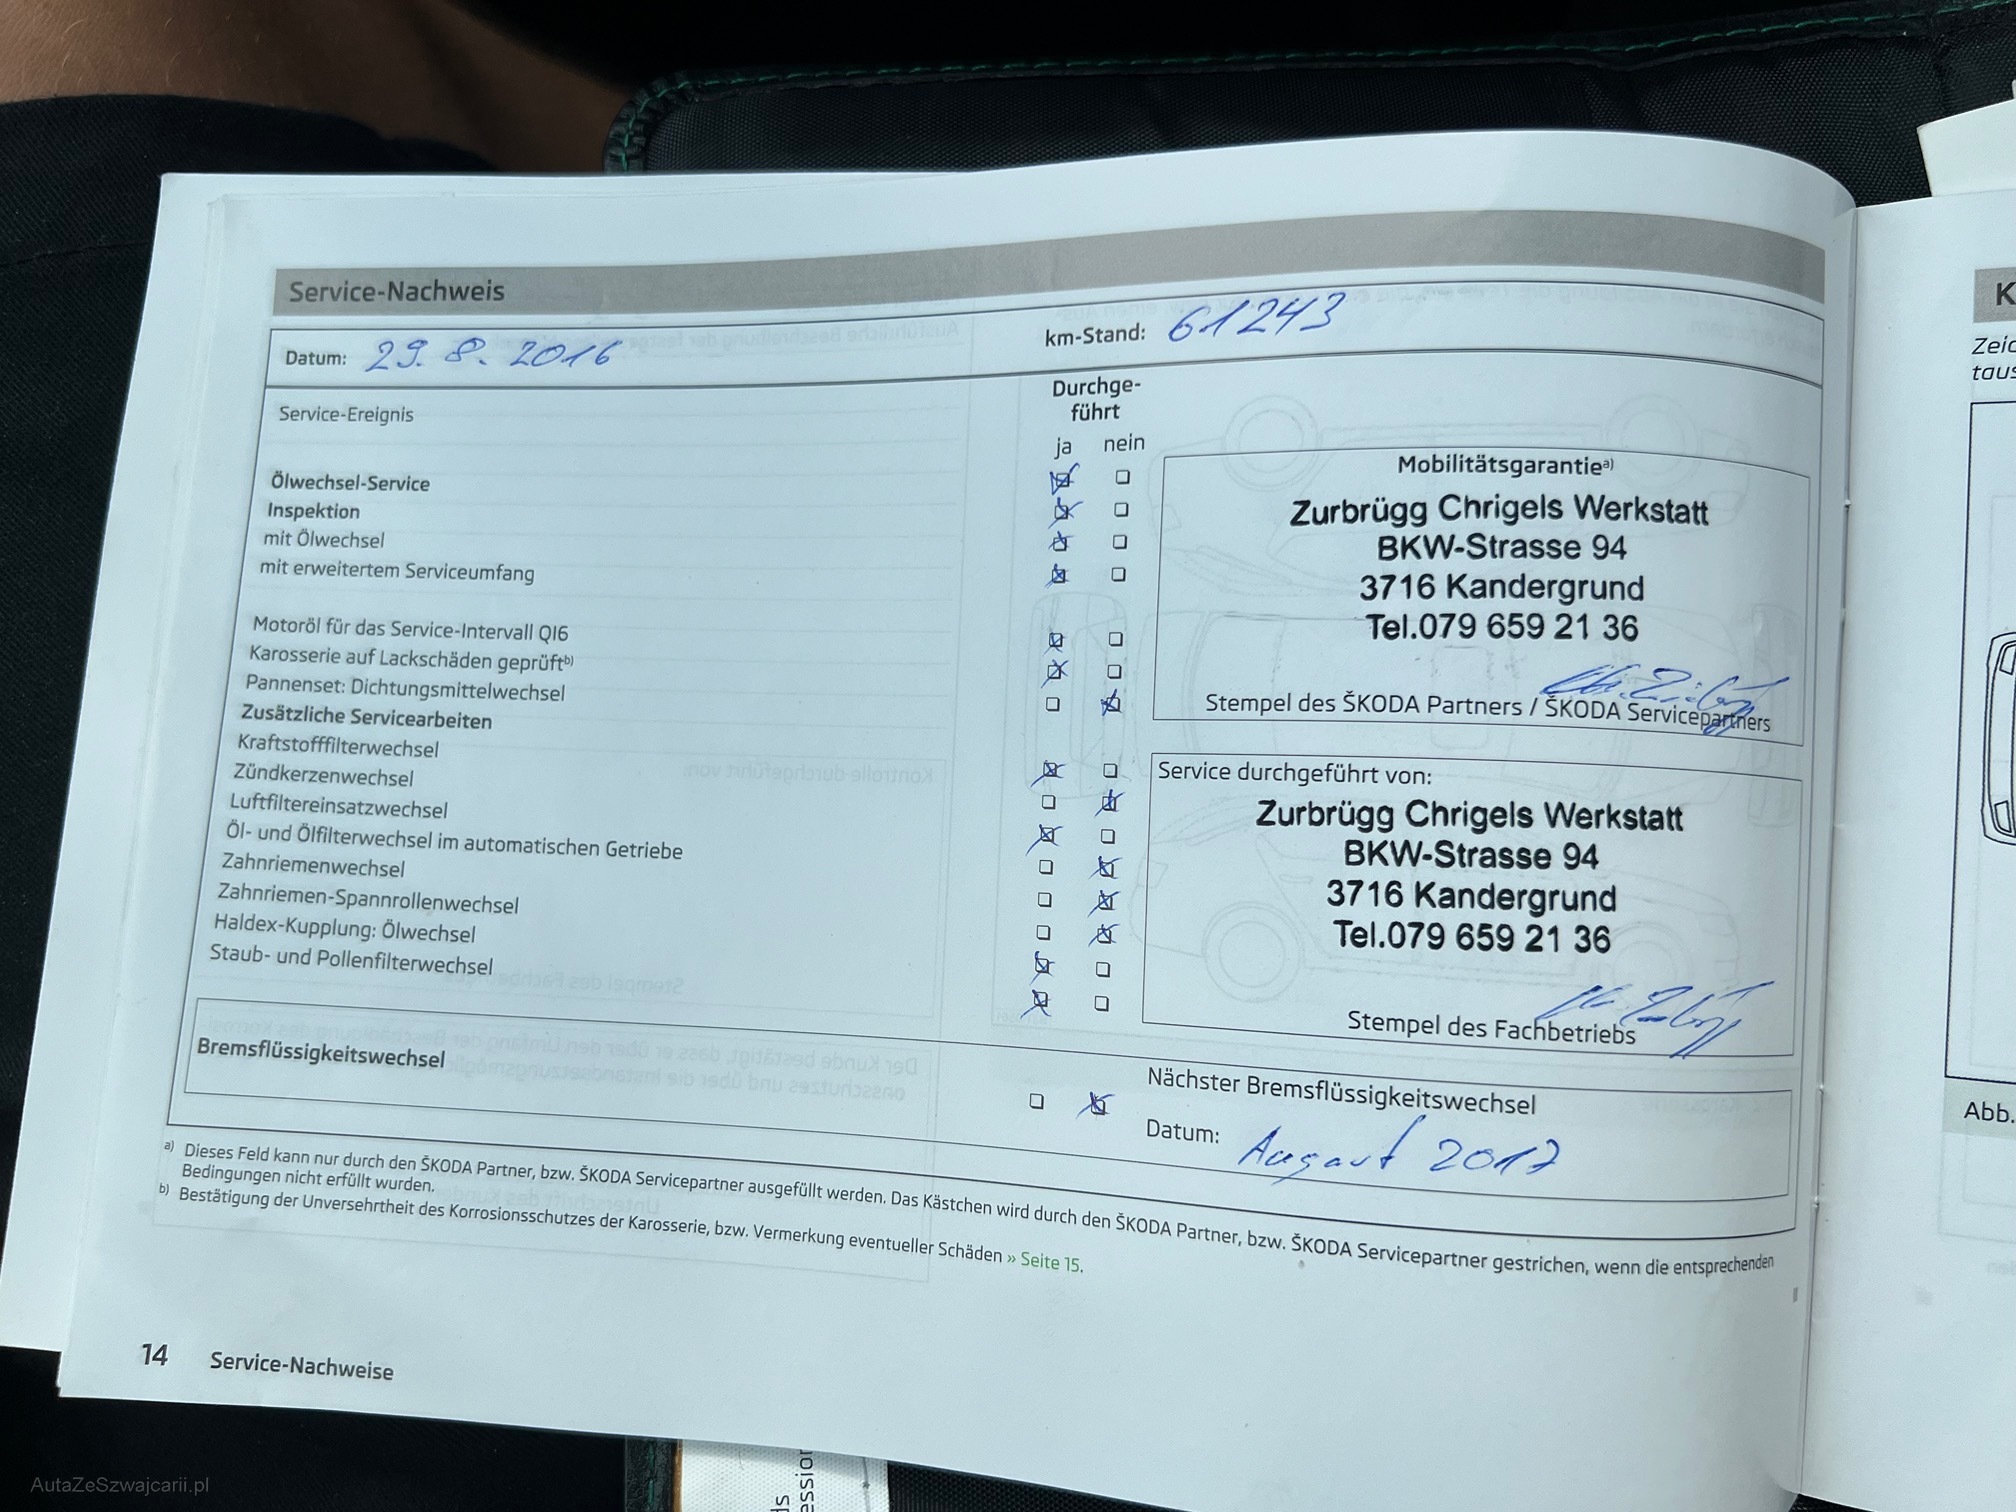 Service-Nachweis
Datum: 29. 8. 2016
km-Stand: 61243
Service-Ereignis
Durchge-
führt
ja nein
Ölwechsel-Service
Inspektion
mit Ölwechsel
mit erweitertem Serviceumfang
Motoröl für das Service-Intervall QI6
Karosserie auf Lackschäden geprüft b)
Pannenset: Dichtungsmittelwechsel
Zusätzliche Servicearbeiten
Kraftstofffilterwechsel
Zündkerzenwechsel
Luftfiltereinsatzwechsel
Öl- und Ölfilterwechsel im automatischen Getriebe
Zahnriemenwechsel
Zahnriemen-Spannrollenwechsel
Haldex-Kupplung: Ölwechsel
Staub- und Pollenfilterwechsel
Mobilitätsgarantie a)
Zurbrügg Chrigels Werkstatt
BKW-Strasse 94
3716 Kandergrund
Tel.079 659 21 36
Stempel des ŠKODA Partners / ŠKODA Servicepartners
Service durchgeführt von:
Zurbrügg Chrigels Werkstatt
BKW-Strasse 94
3716 Kandergrund
Tel.079 659 21 36
Stempel des Fachbetriebs
Bremsflüssigkeitswechsel
Nächster Bremsflüssigkeitswechsel
Datum: August 2017
a) Dieses Feld kann nur durch den ŠKODA Partner, bzw. ŠKODA Servicepartner ausgefüllt werden. Das Kästchen wird durch den ŠKODA Partner, bzw. ŠKODA Servicepartner gestrichen, wenn die entsprechenden
Bedingungen nicht erfüllt wurden.
b) Bestätigung der Unversehrtheit des Korrosionsschutzes der Karosserie, bzw. Vermerkung eventueller Schäden » Seite 15.
14 Service-Nachweise
K
Zeic
taus
Abb.
AutaZeSzwajcarii.pl